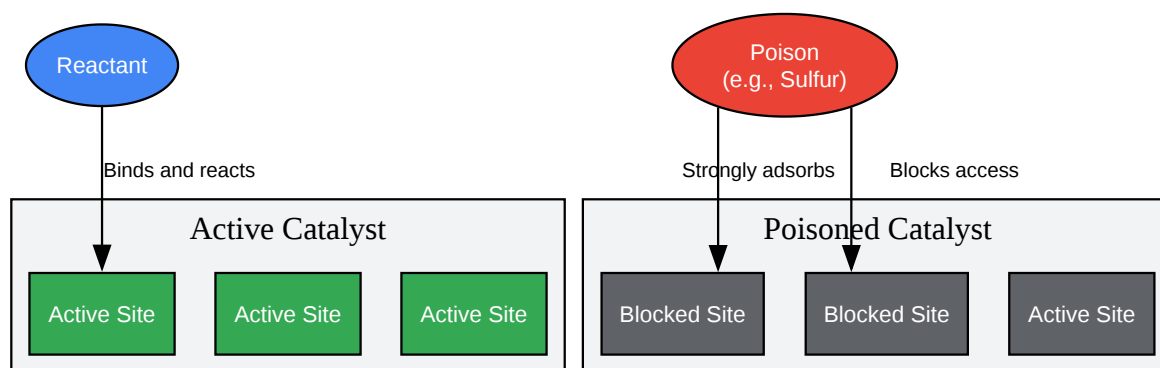 Reactant
Poison
(e.g., Sulfur)
Binds and reacts
Strongly adsorbs
Blocks access
Active Catalyst
Poisoned Catalyst
Active Site
Active Site
Active Site
Blocked Site
Blocked Site
Active Site